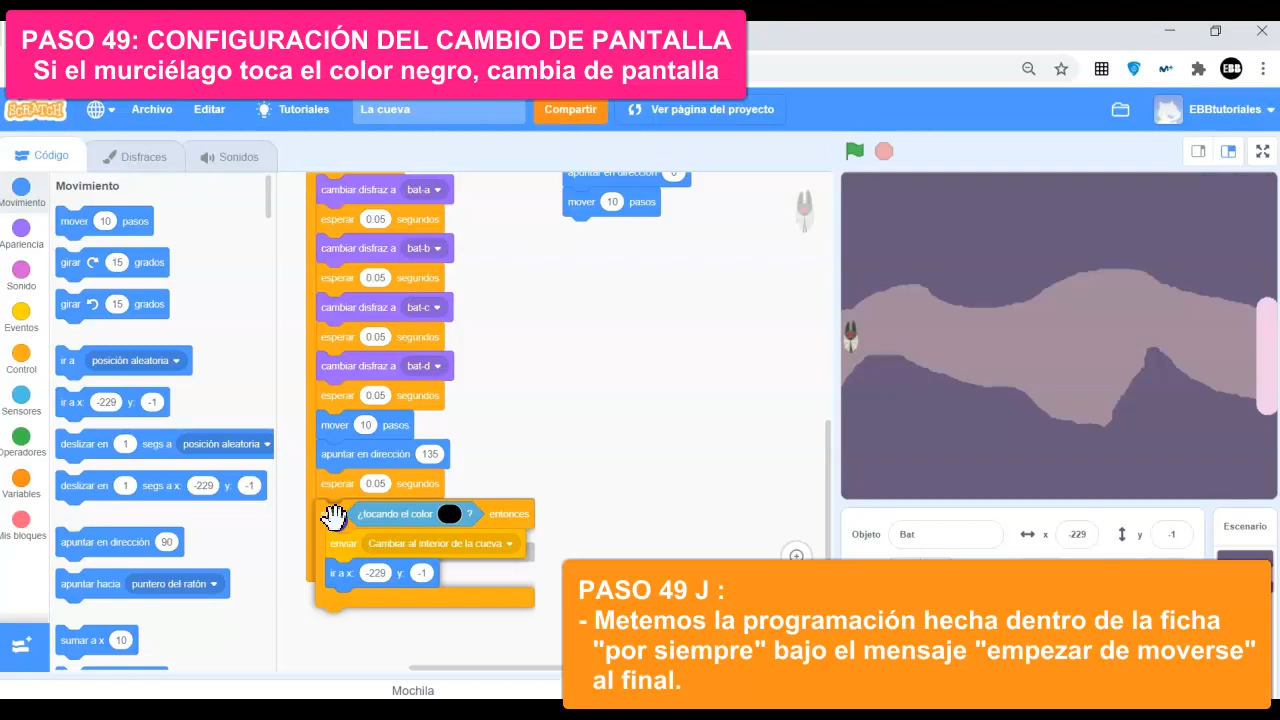 PASO 49: CONFIGURACIÓN DEL CAMBIO DE PANTALLA
Si el murciélago toca el color negro, cambia de pantalla
EBB
SCRATCH
Archivo
Editar
Tutoriales
La cueva
Compartir
Ver página del proyecto
EBBtutoriales
Código
Disfraces
Sonidos
Movimiento
Apariencia
Sonido
Eventos
Control
Sensores
Operadores
Variables
Mis bloques
Movimiento
mover 10 pasos
girar 15 grados
girar 15 grados
ir a posición aleatoria
ir a x: -229 y: -1
deslizar en 1 segs a posición aleatoria
deslizar en 1 segs a x: -229 y: -1
apuntar en dirección 90
apuntar hacia puntero del ratón
sumar a x 10
cambiar disfraz a bat-a
esperar 0.05 segundos
cambiar disfraz a bat-b
esperar 0.05 segundos
cambiar disfraz a bat-c
esperar 0.05 segundos
cambiar disfraz a bat-d
esperar 0.05 segundos
mover 10 pasos
apuntar en dirección 135
esperar 0.05 segundos
¿tocando el color ? entonces
enviar Cambiar al interior de la cueva
ir a x: -229 y: -1
apuntar en dirección 0
mover 10 pasos
Objeto Bat x -229 y -1
Escenario
Mochila
PASO 49 J :
- Metemos la programación hecha dentro de la ficha
"por siempre" bajo el mensaje "empezar de moverse"
al final.